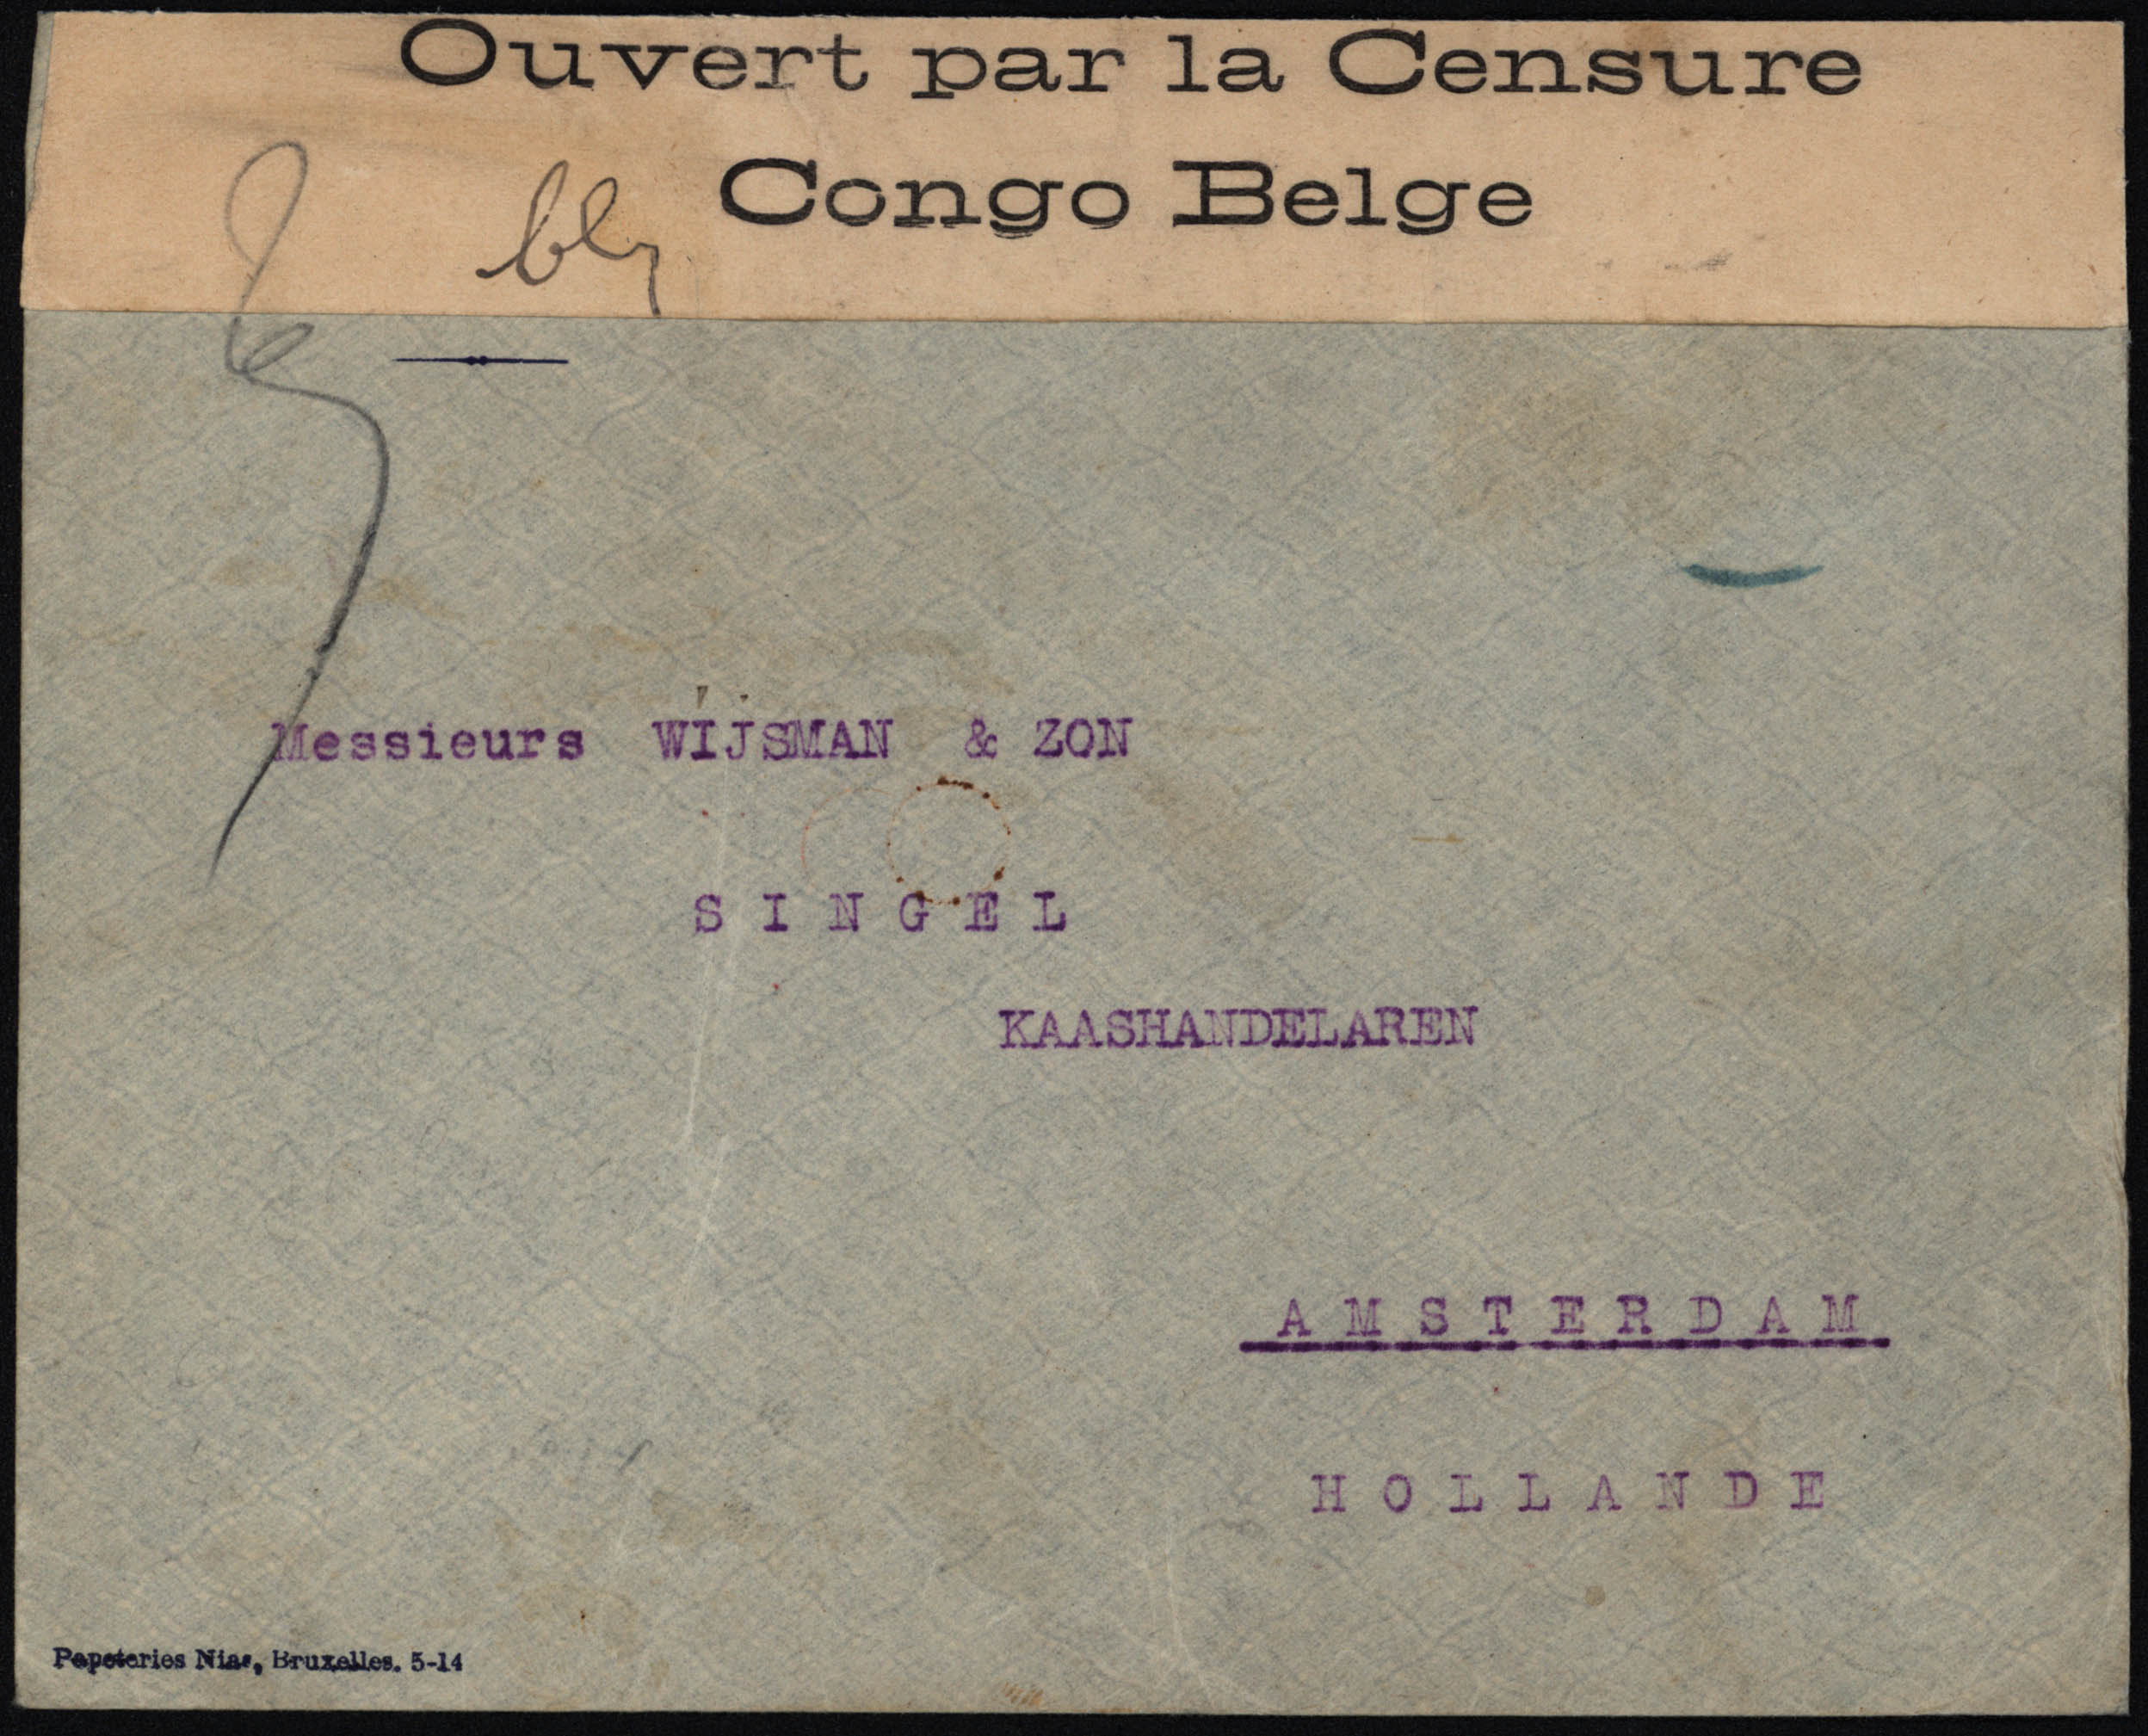 Ouvert par la Censure
Congo Belge
Messieurs WIJSMAN & ZON
SINGEL
KAASHANDELAREN
AMSTERDAM
HOLLANDE
Papeteries Nias, Bruxelles. 5-14